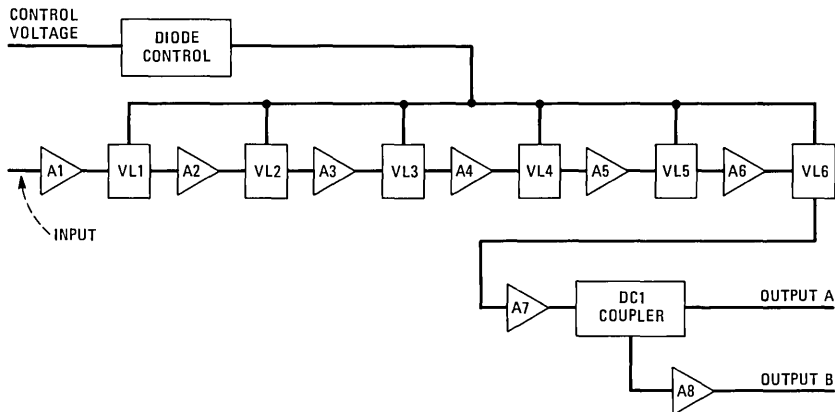 CONTROL
VOLTAGE
DIODE
CONTROL
A1
VL1
A2
VL2
A3
VL3
A4
VL4
A5
VL5
A6
VL6
INPUT
A7
DC1
COUPLER
OUTPUT A
A8
OUTPUT B